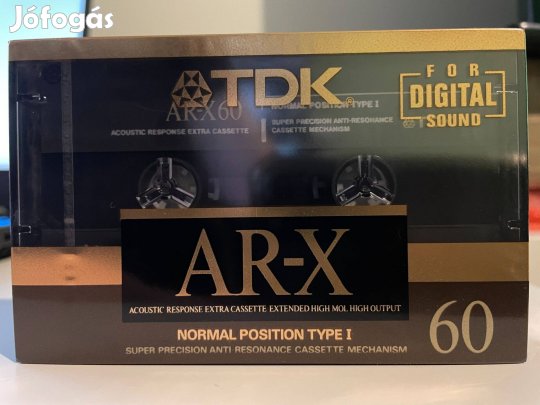 Jófogás
TDK
FOR
DIGITAL
SOUND
AR-X60
NORMAL POSITION TYPE I
ACOUSTIC RESPONSE EXTRA CASSETTE
SUPER PRECISION ANTI-RESONANCE
CASSETTE MECHANISM
AR-X
ACOUSTIC RESPONSE EXTRA CASSETTE EXTENDED HIGH MOL HIGH OUTPUT
NORMAL POSITION TYPE I
60
SUPER PRECISION ANTI-RESONANCE CASSETTE MECHANISM